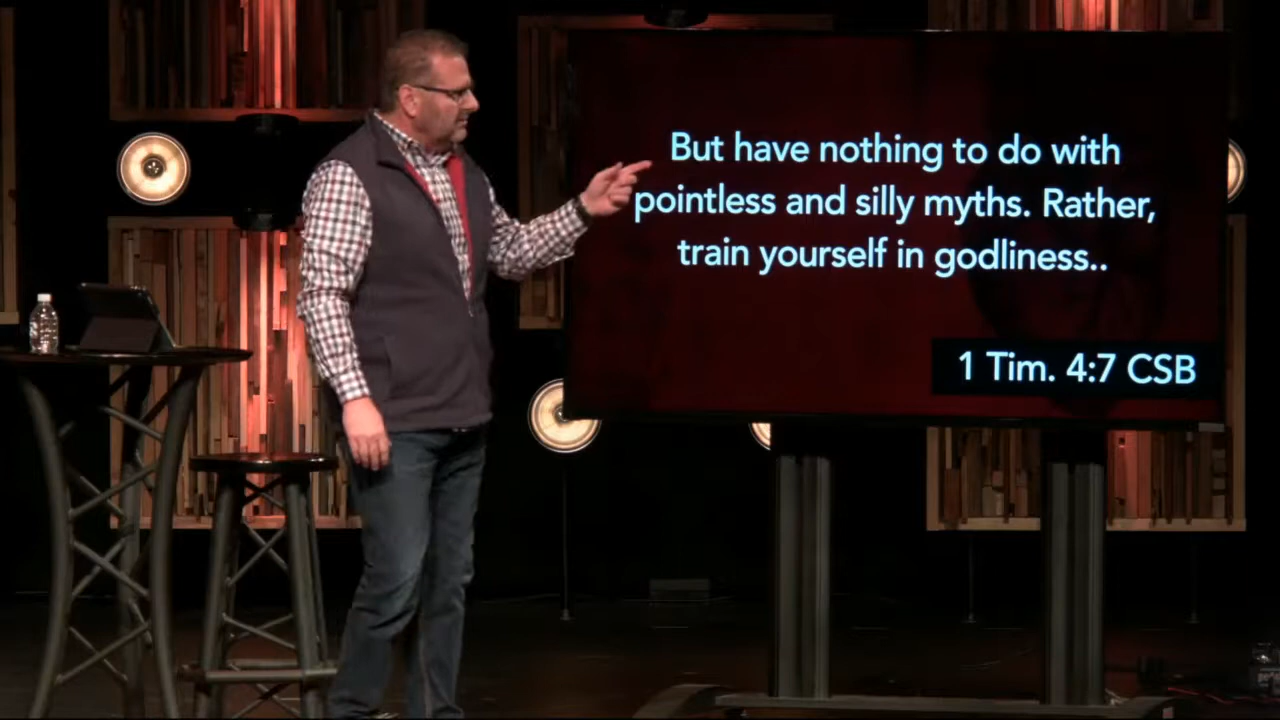 But have nothing to do with
pointless and silly myths. Rather,
train yourself in godliness..
1 Tim. 4:7 CSB